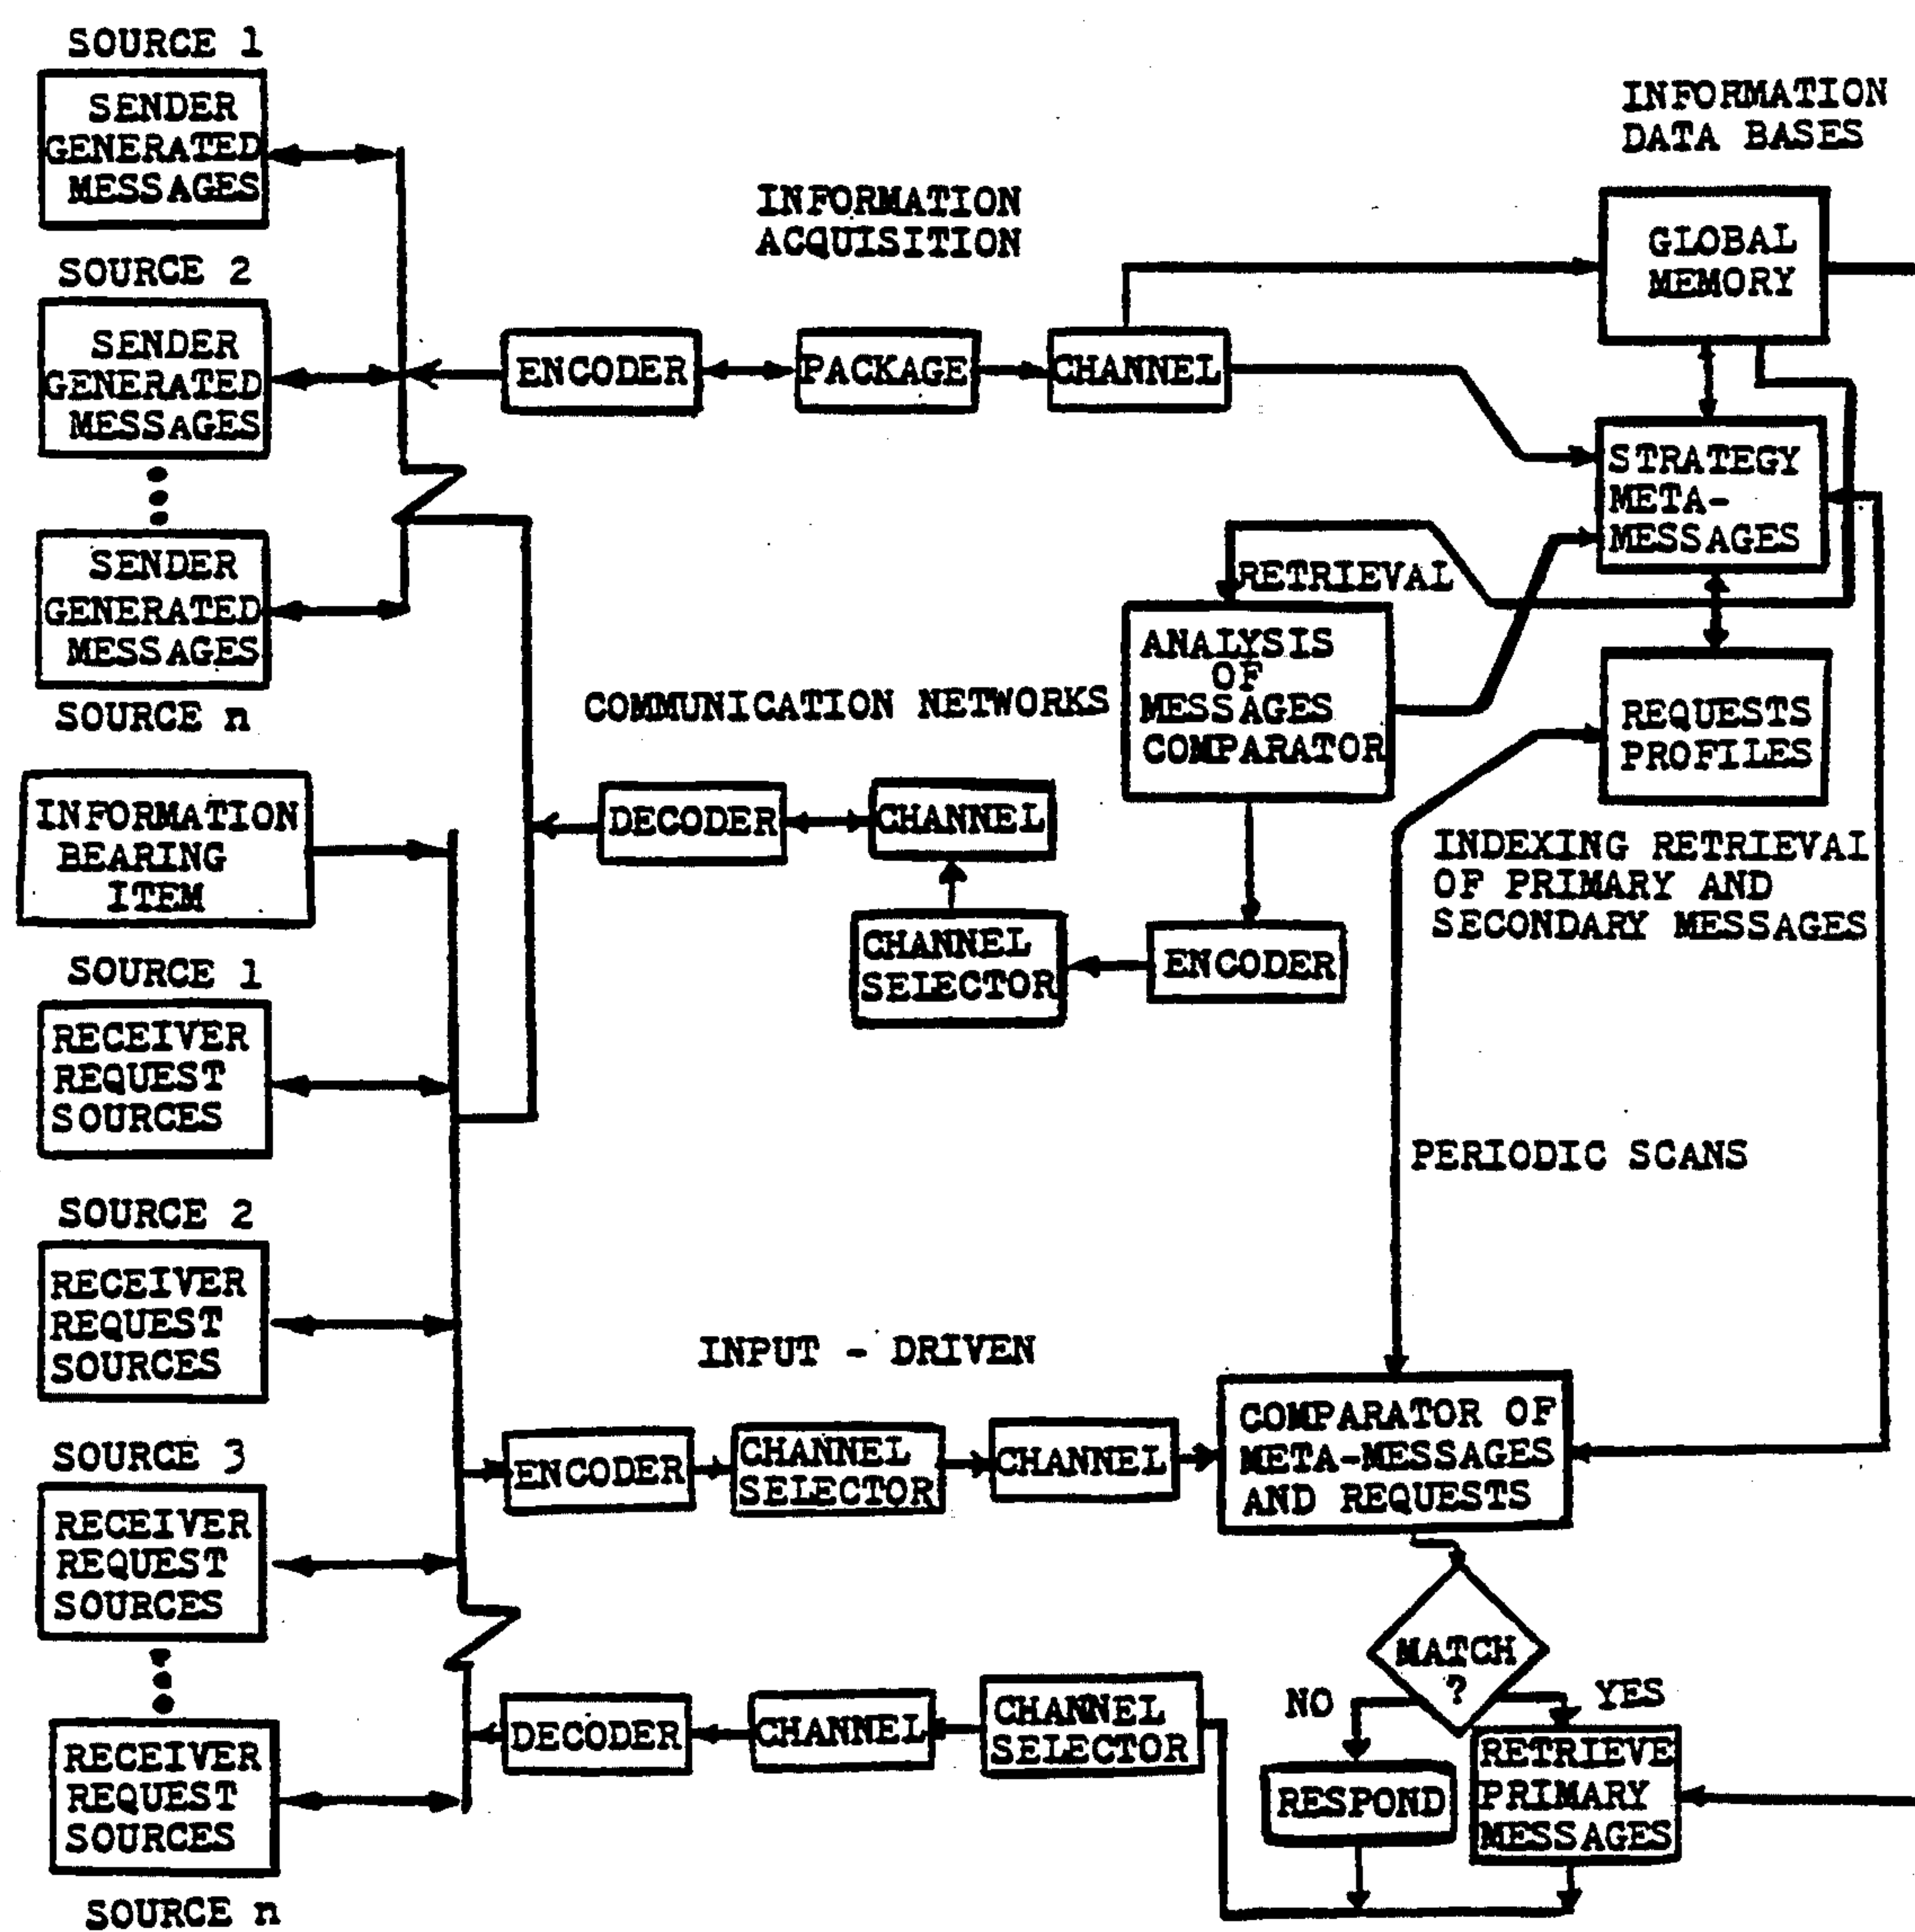 SOURCE 1
SENDER
GENERATED
MESSAGES
SOURCE 2
SENDER
GENERATED
MESSAGES
SENDER
GENERATED
MESSAGES
SOURCE n
INFORMATION
ACQUISITION
ENCODER
PACKAGE
CHANNEL
INFORMATION
DATA BASES
GLOBAL
MEMORY
STRATEGY
META-
MESSAGES
RETRIEVAL
ANALYSIS
OF
MESSAGES
COMPARATOR
REQUESTS
PROFILES
COMMUNICATION NETWORKS
DECODER
CHANNEL
CHANNEL
SELECTOR
ENCODER
INDEXING RETRIEVAL
OF PRIMARY AND
SECONDARY MESSAGES
INFORMATION
BEARING
ITEM
SOURCE 1
RECEIVER
REQUEST
SOURCES
PERIODIC SCANS
SOURCE 2
RECEIVER
REQUEST
SOURCES
INPUT - DRIVEN
SOURCE 3
RECEIVER
REQUEST
SOURCES
ENCODER
CHANNEL
SELECTOR
CHANNEL
COMPARATOR OF
META-MESSAGES
AND REQUESTS
MATCH
?
NO
YES
RECEIVER
REQUEST
SOURCES
SOURCE n
DECODER
CHANNEL
CHANNEL
SELECTOR
RESPOND
RETRIEVE
PRIMARY
MESSAGES